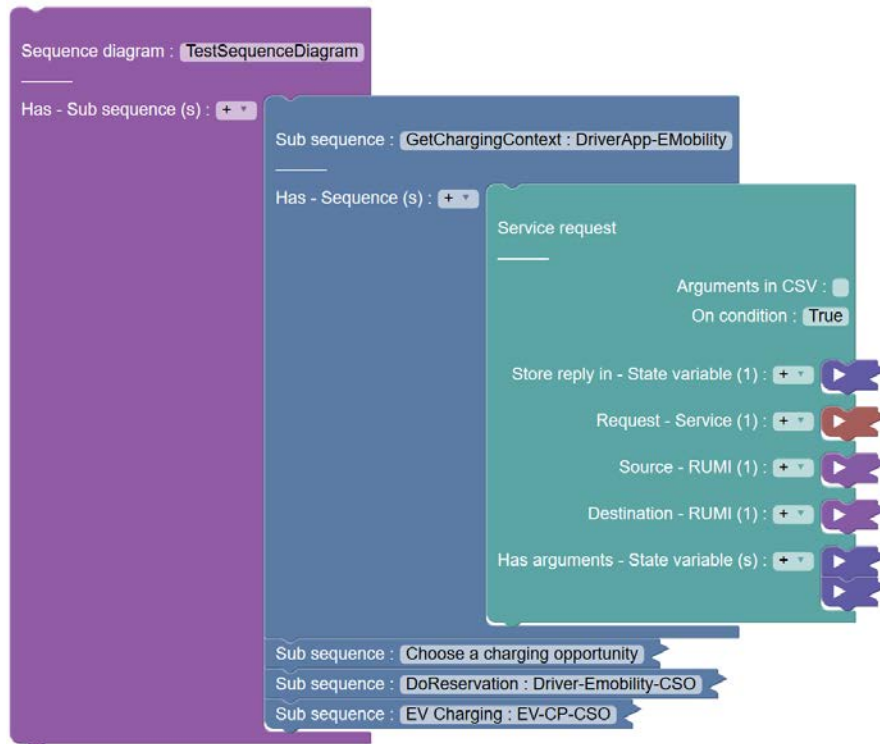 Sequence diagram : TestSequenceDiagram
Has - Sub sequence (s) : +
Sub sequence : GetChargingContext : DriverApp-EMobility
Has - Sequence (s) : +
Service request
Arguments in CSV :
On condition : True
Store reply in - State variable (1) : +
Request - Service (1) : +
Source - RUMI (1) : +
Destination - RUMI (1) : +
Has arguments - State variable (s) : +
Sub sequence : Choose a charging opportunity
Sub sequence : DoReservation : Driver-Emobility-CSO
Sub sequence : EV Charging : EV-CP-CSO